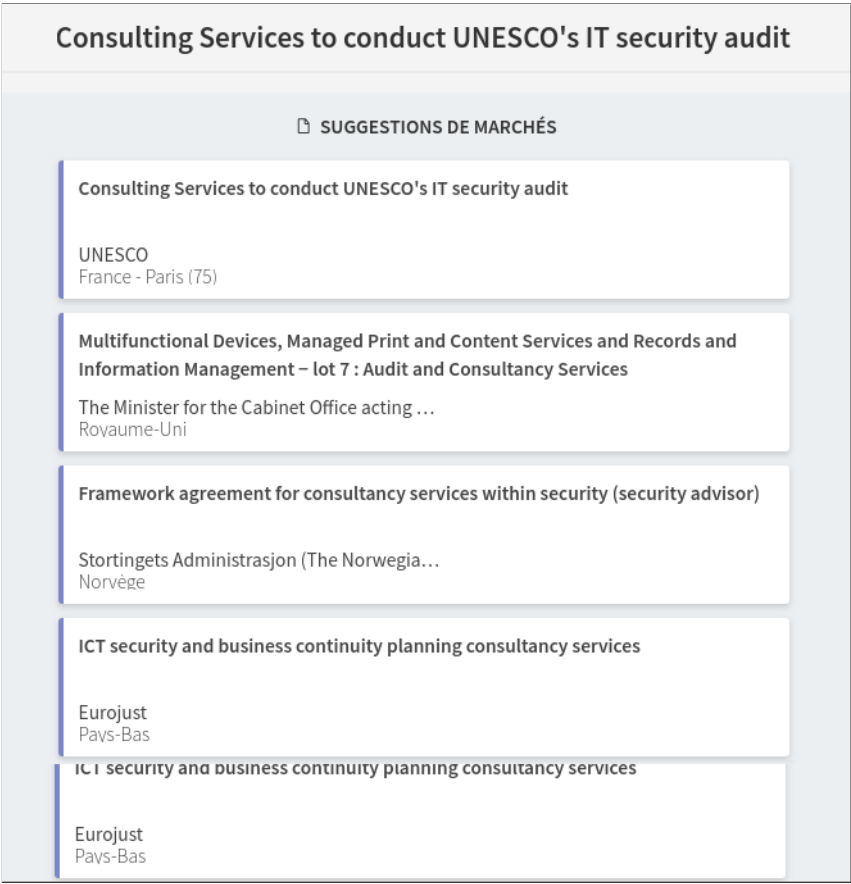 Consulting Services to conduct UNESCO's IT security audit
SUGGESTIONS DE MARCHÉS
Consulting Services to conduct UNESCO's IT security audit
UNESCO
France - Paris (75)
Multifunctional Devices, Managed Print and Content Services and Records and
Information Management – lot 7 : Audit and Consultancy Services
The Minister for the Cabinet Office acting …
Royaume-Uni
Framework agreement for consultancy services within security (security advisor)
Stortingets Administrasjon (The Norwegia…
Norvège
ICT security and business continuity planning consultancy services
Eurojust
Pays-Bas
ICT security and business continuity planning consultancy services
Eurojust
Pays-Bas